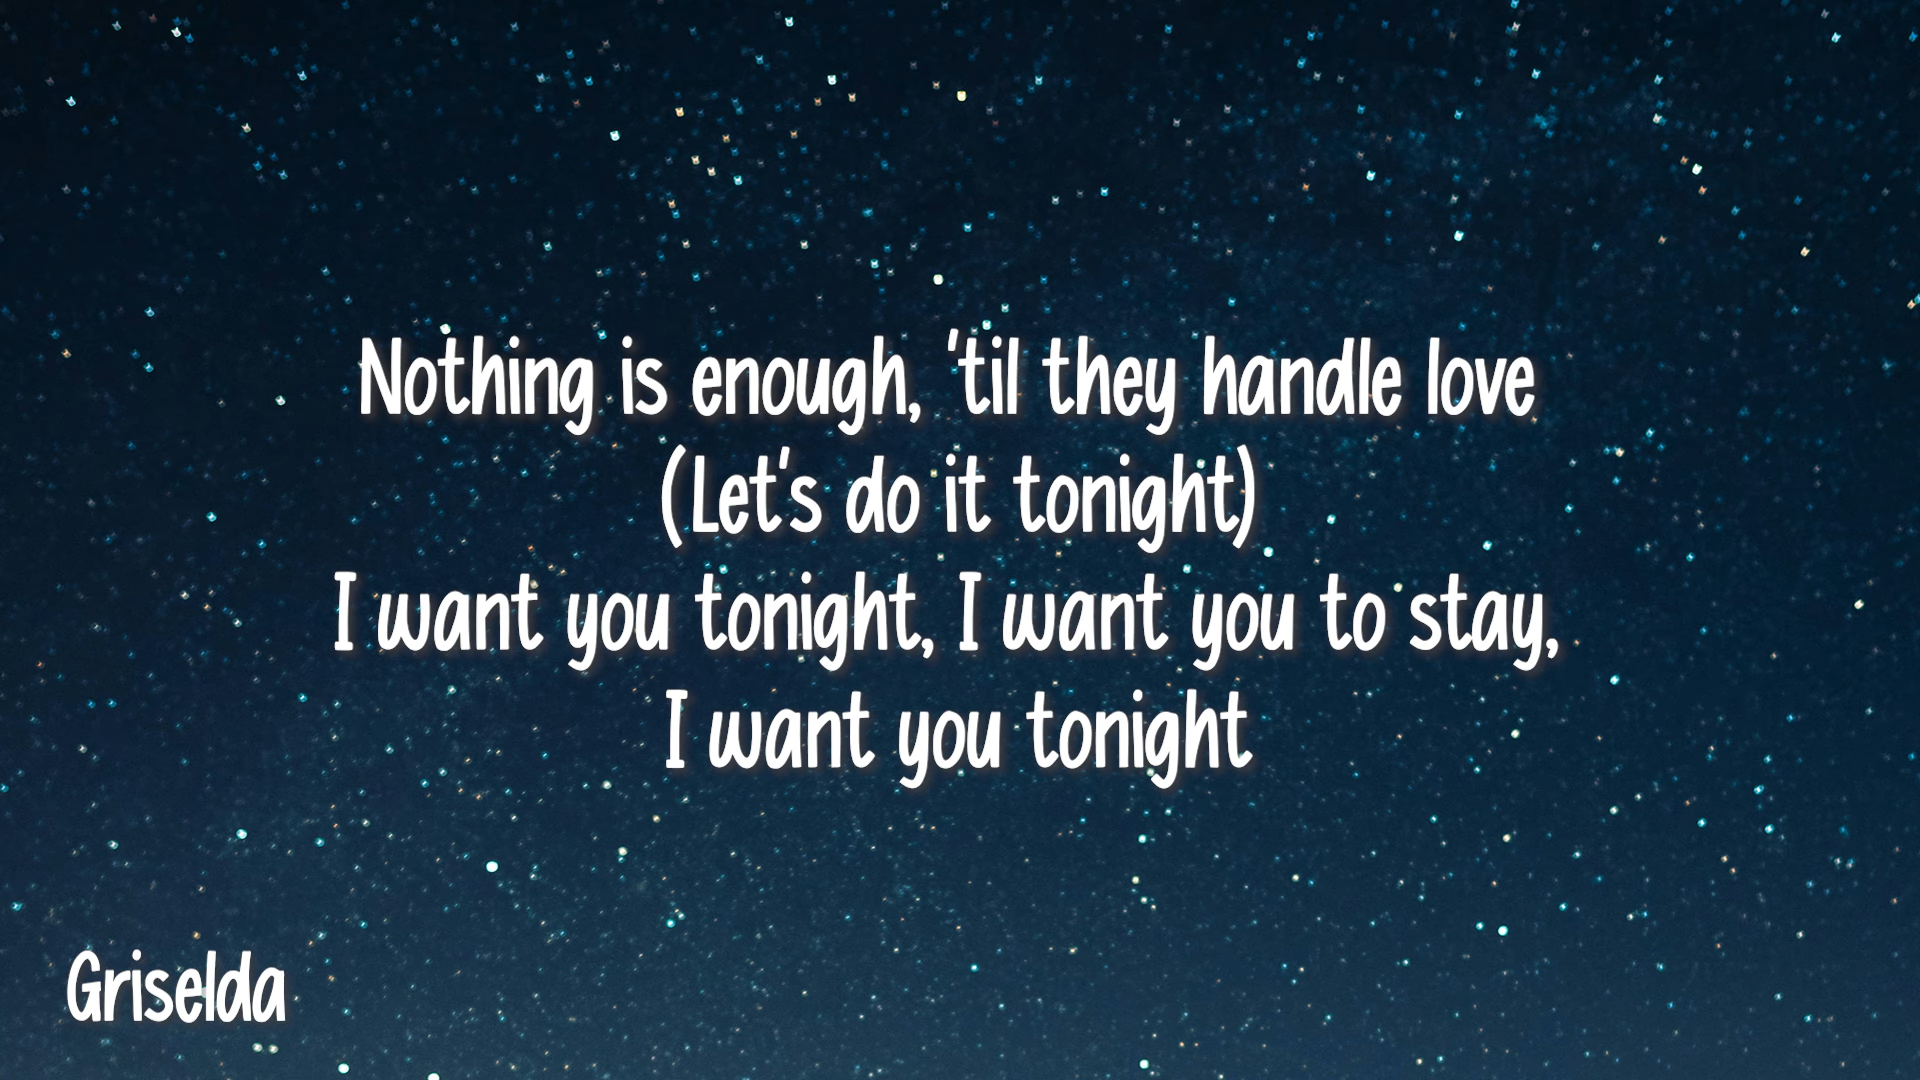 Nothing is enough, 'til they handle love
(Let's do it tonight)
I want you tonight, I want you to stay,
I want you tonight
Griselda